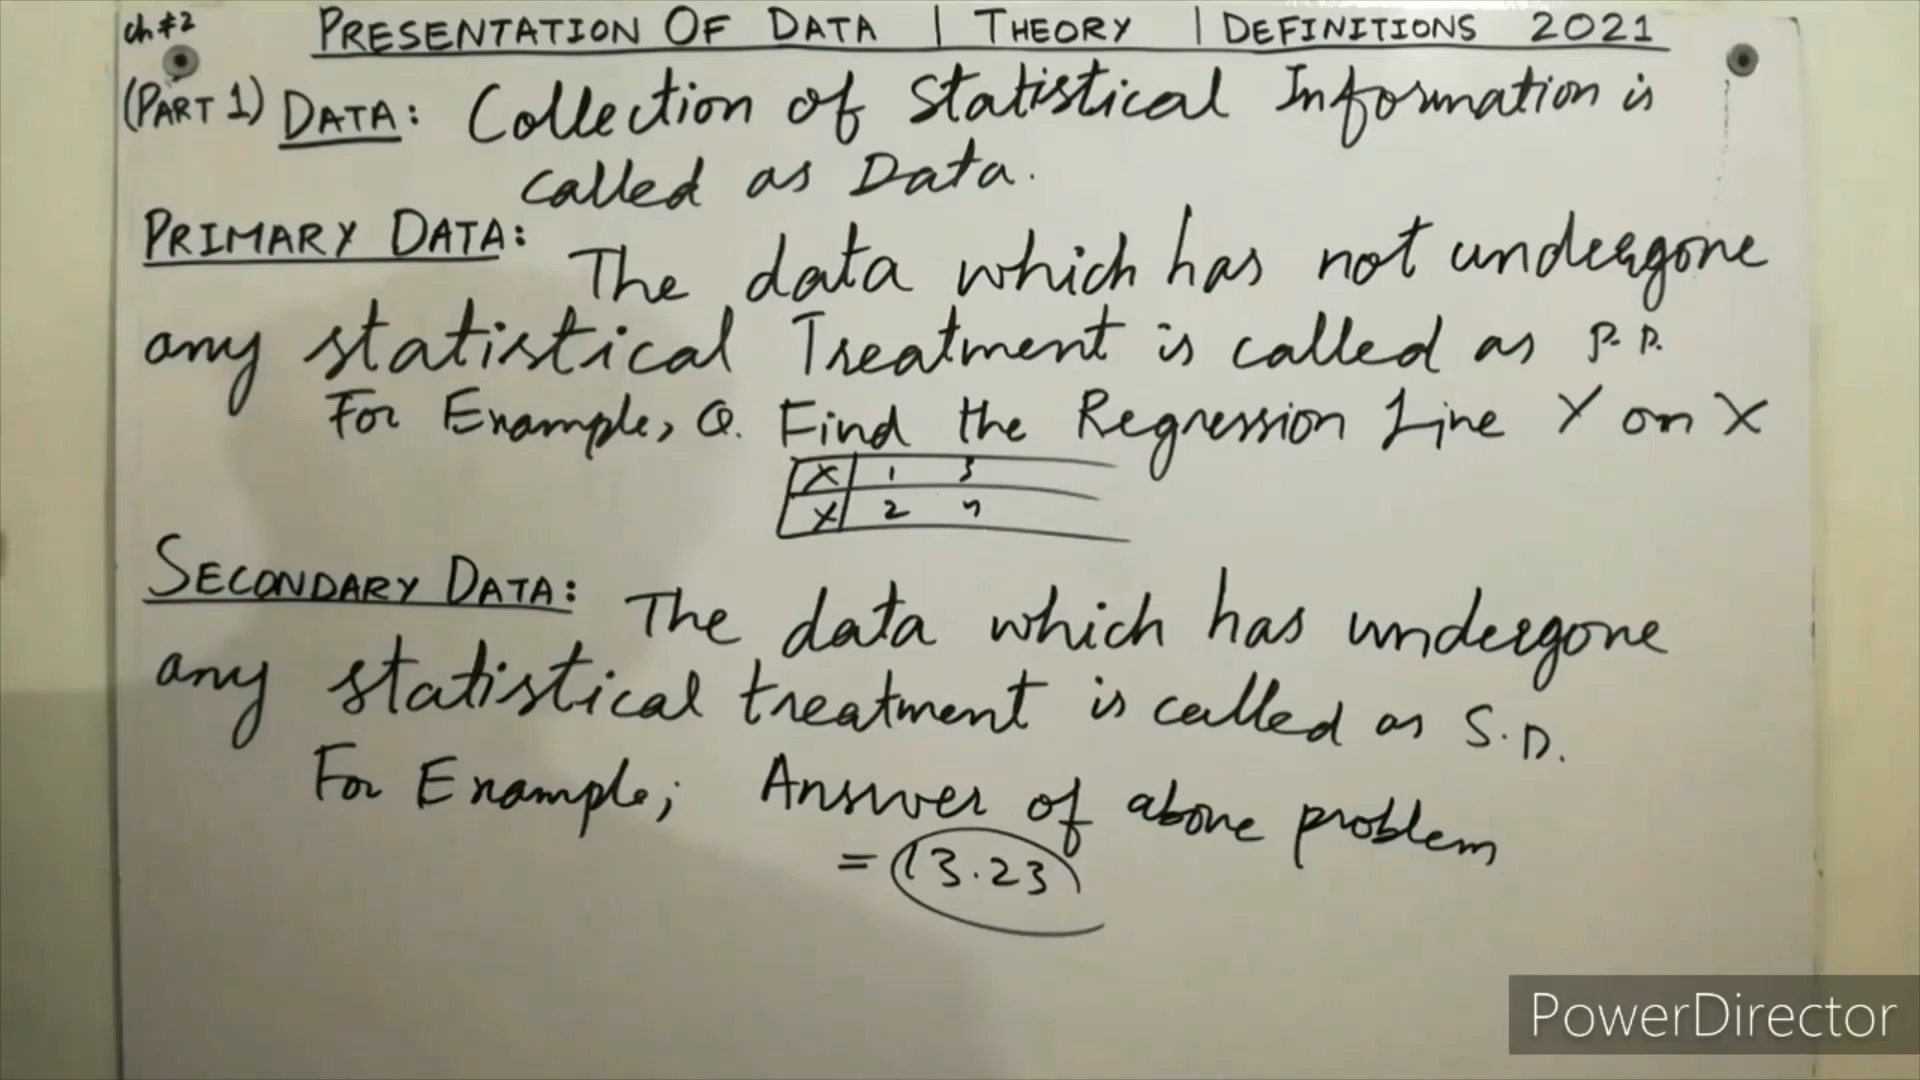 ch #2 PRESENTATION OF DATA | THEORY | DEFINITIONS 2021
(PART 1) DATA: Collection of Statistical Information is
called as Data.
PRIMARY DATA: The data which has not undergone
any statistical Treatment is called as P.D.
For Example, Q. Find the Regression Line Y on X
X 1 3
Y 2 4
SECONDARY DATA: The data which has undergone
any statistical treatment is called as S.D.
For Example; Answer of above problem
= 13.23
PowerDirector